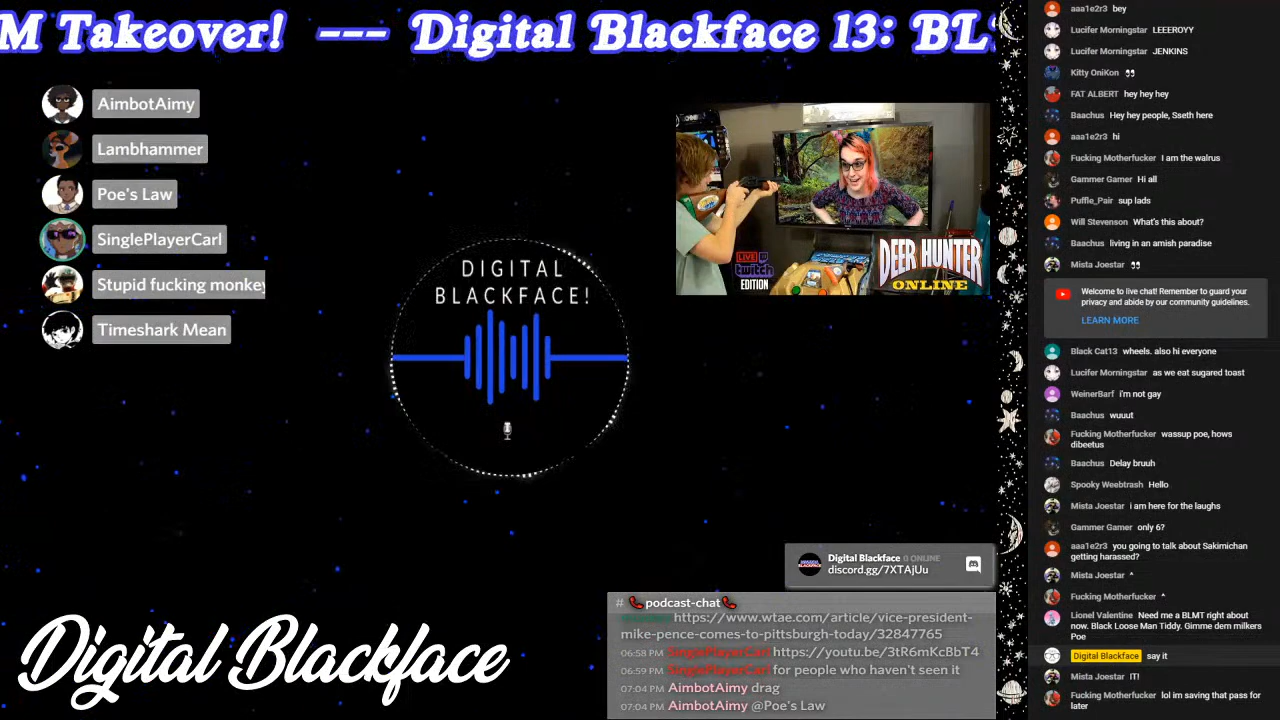 M Takeover!  --- Digital Blackface 13: BL
AimbotAimy
Lambhammer
Poe's Law
SinglePlayerCarl
Stupid fucking monkey
Timeshark Mean
DIGITAL
BLACKFACE!
LIVE
twitch
EDITION
DEER HUNTER
ONLINE
Digital Blackface 0 ONLINE
discord.gg/7XTAjUu
# podcast-chat
https://www.wtae.com/article/vice-president-
mike-pence-comes-to-pittsburgh-today/32847765
06:58 PM SinglePlayerCarl https://youtu.be/3tR6mKcBbT4
06:59 PM SinglePlayerCarl for people who haven't seen it
07:04 PM AimbotAimy drag
07:04 PM AimbotAimy @Poe's Law
Digital Blackface
aaa1e2r3 bey
Lucifer Morningstar LEEEROYY
Lucifer Morningstar JENKINS
Kitty OniKon
FAT ALBERT hey hey hey
Baachus Hey hey people, Sseth here
aaa1e2r3 hi
Fucking Motherfucker I am the walrus
Gammer Gamer Hi all
Puffle_Pair sup lads
Will Stevenson What's this about?
Baachus living in an amish paradise
Mista Joestar
Welcome to live chat! Remember to guard your
privacy and abide by our community guidelines.
LEARN MORE
Black Cat13 wheels. also hi everyone
Lucifer Morningstar as we eat sugared toast
WeinerBarf i'm not gay
Baachus wuuut
Fucking Motherfucker wassup poe, hows
dibeetus
Baachus Delay bruuh
Spooky Weebtrash Hello
Mista Joestar i am here for the laughs
Gammer Gamer only 6?
aaa1e2r3 you going to talk about Sakimichan
getting harassed?
Mista Joestar ^
Fucking Motherfucker ^
Lionel Valentine Need me a BLMT right about
now. Black Loose Man Tiddy. Gimme dem milkers
Poe
Digital Blackface say it
Mista Joestar IT!
Fucking Motherfucker lol im saving that pass for
later